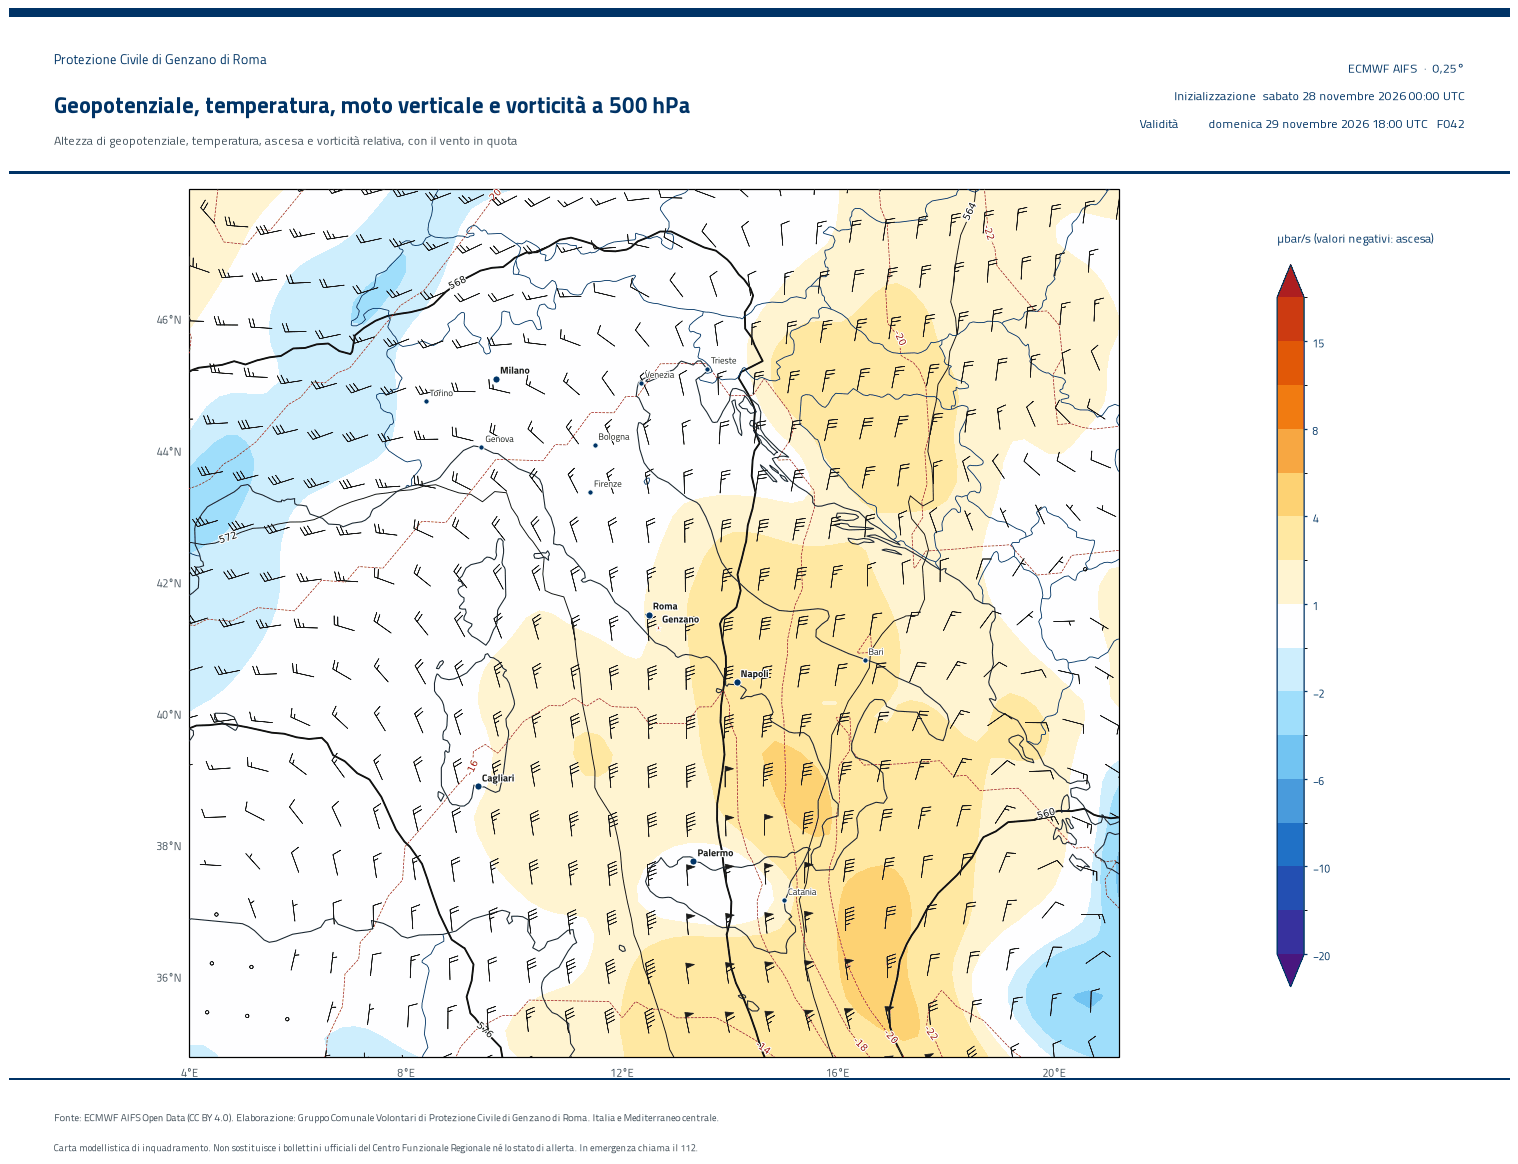 Protezione Civile di Genzano di Roma
Geopotenziale, temperatura, moto verticale e vorticità a 500 hPa
Altezza di geopotenziale, temperatura, ascesa e vorticità relativa, con il vento in quota
ECMWF AIFS · 0,25°
Inizializzazione sabato 28 novembre 2026 00:00 UTC
Validità domenica 29 novembre 2026 18:00 UTC F042
µbar/s (valori negativi: ascesa)
15
8
4
1
−2
−6
−10
−20
46°N
44°N
42°N
40°N
38°N
36°N
4°E
8°E
12°E
16°E
20°E
-20
564
-22
568
-20
Trieste
Milano
Venezia
Torino
Genova
Bologna
Firenze
572
Roma
Genzano
Bari
Napoli
-16
Cagliari
560
Palermo
Catania
576
-14
-18
-20
-22
Fonte: ECMWF AIFS Open Data (CC BY 4.0). Elaborazione: Gruppo Comunale Volontari di Protezione Civile di Genzano di Roma. Italia e Mediterraneo centrale.
Carta modellistica di inquadramento. Non sostituisce i bollettini ufficiali del Centro Funzionale Regionale né lo stato di allerta. In emergenza chiama il 112.